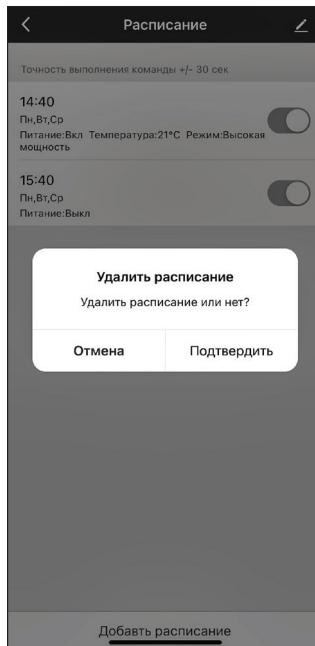 Расписание
Точность выполнения команды +/- 30 сек
14:40
Пн,Вт,Ср
Питание:Вкл Температура:21°C Режим:Высокая
мощность
15:40
Пн,Вт,Ср
Питание:Выкл
Удалить расписание
Удалить расписание или нет?
Отмена Подтвердить
Добавть расписание